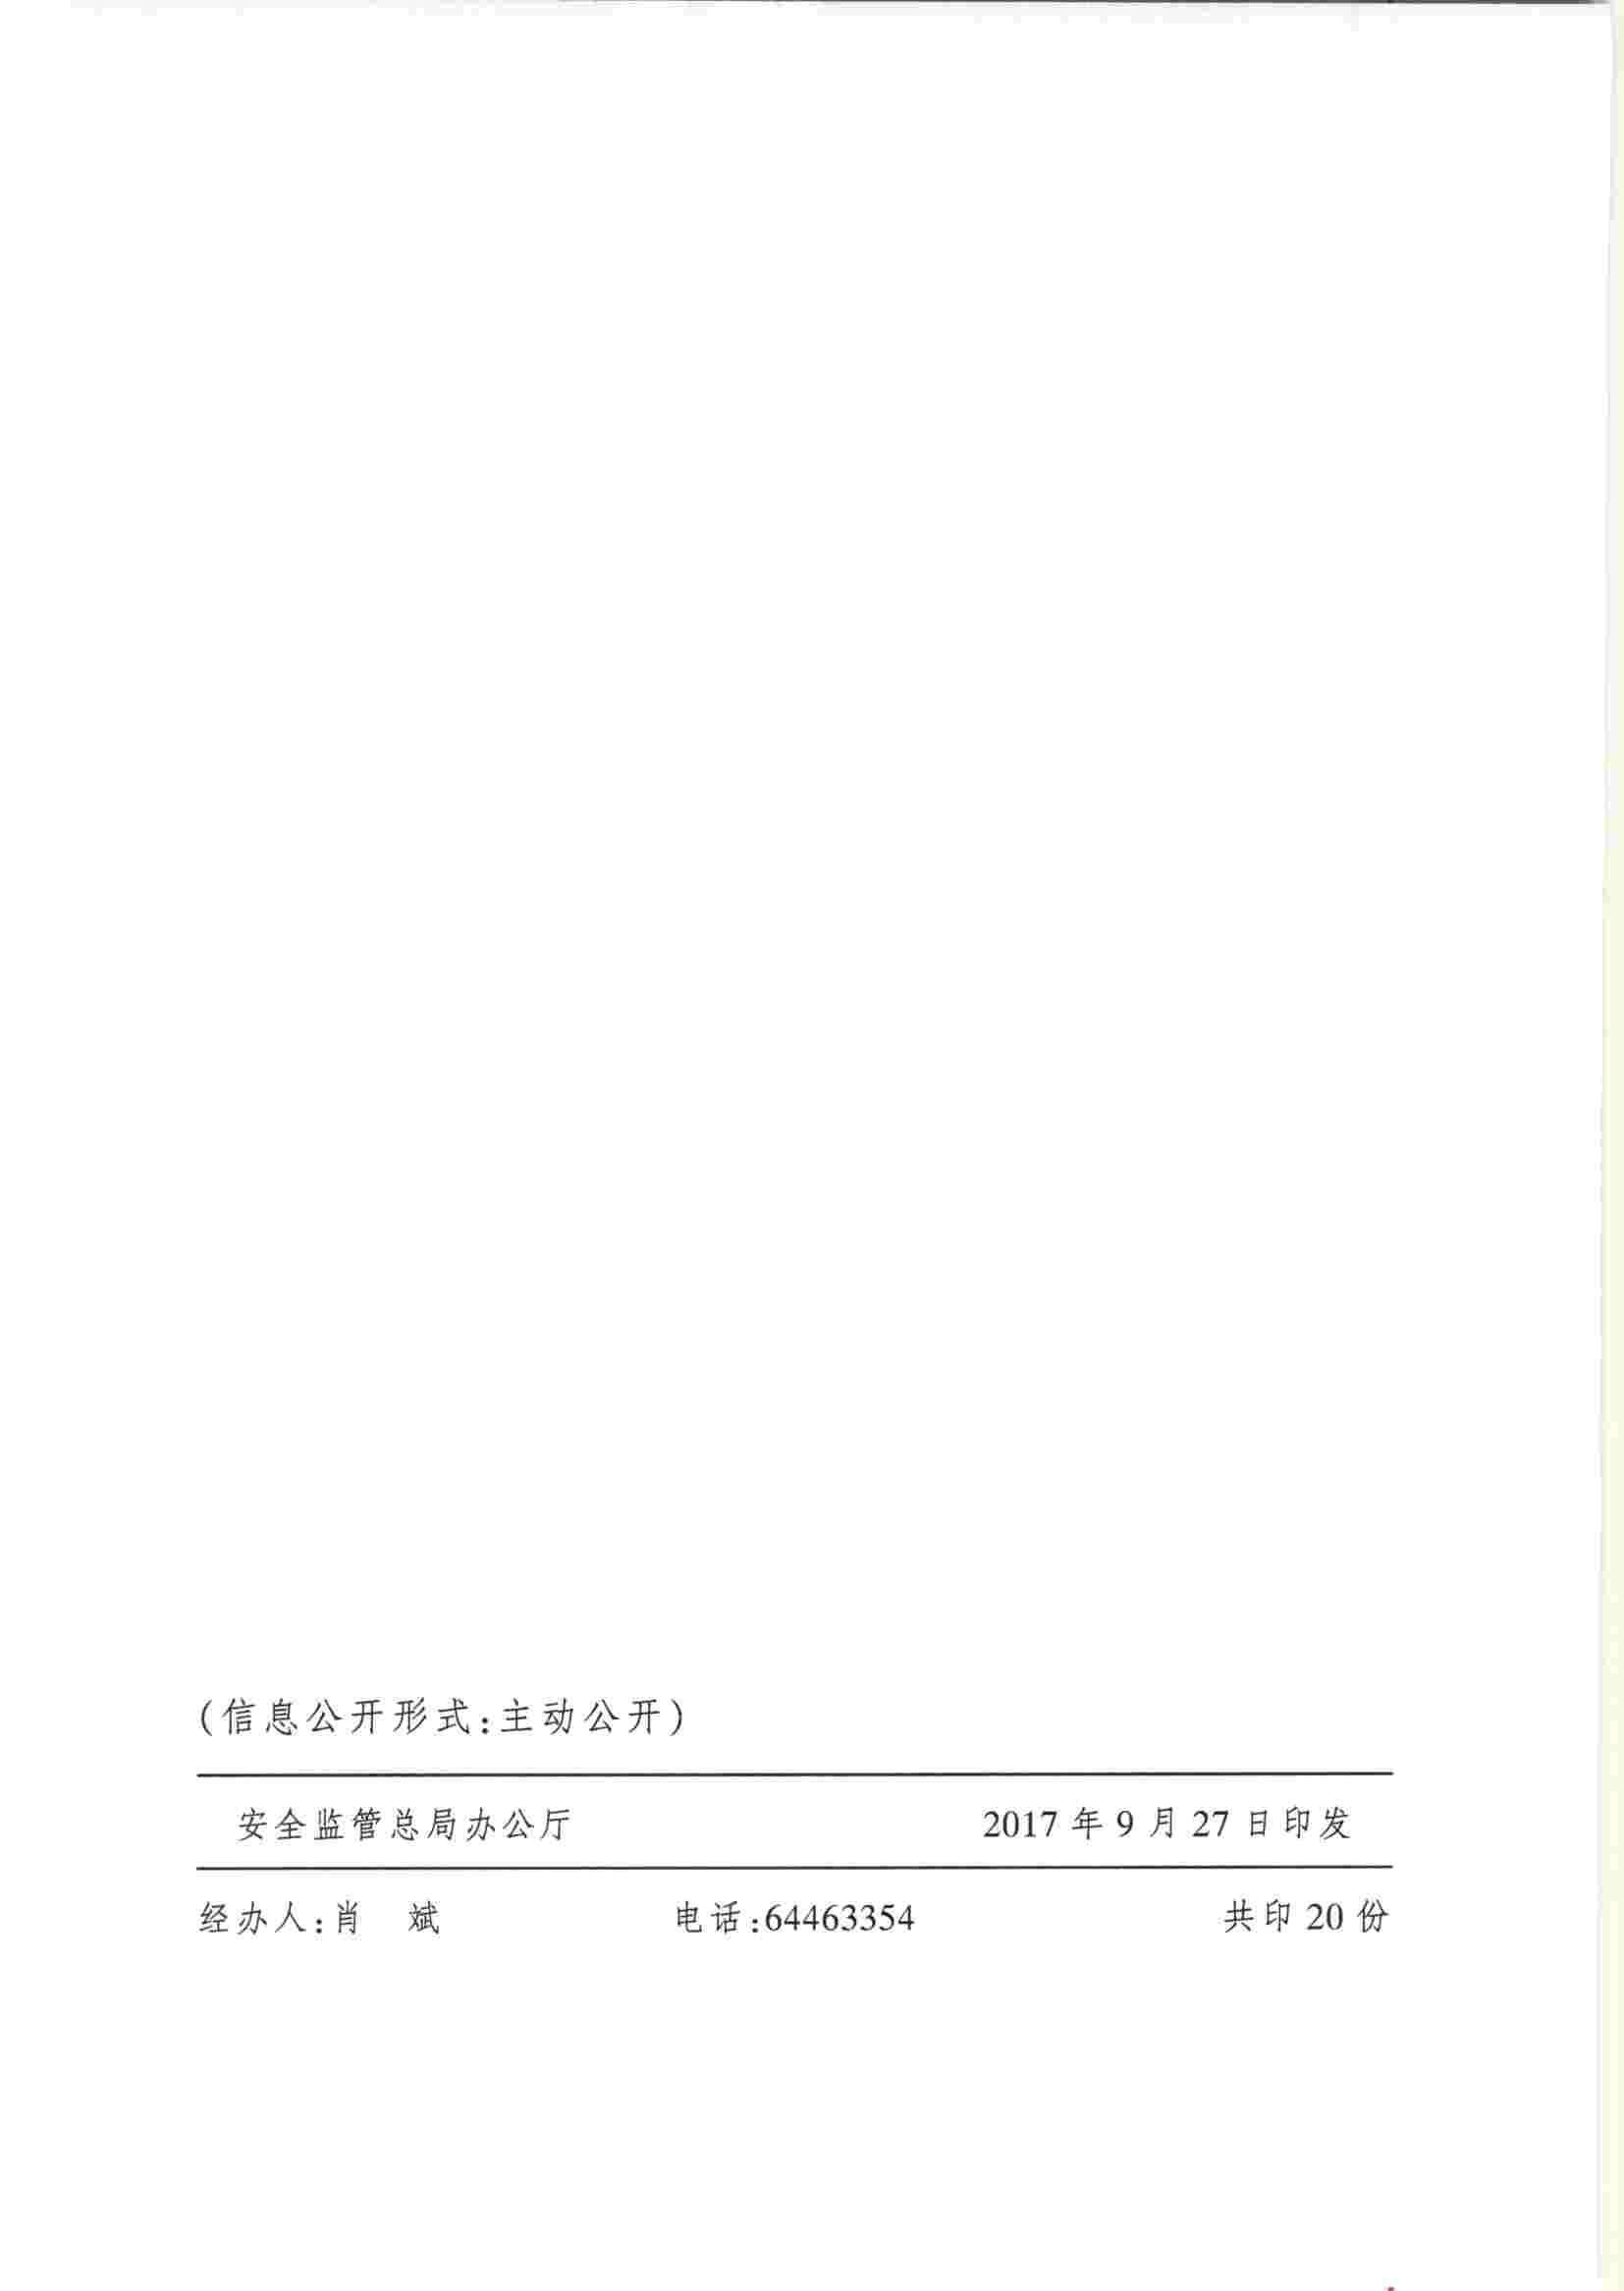 (信息公开形式:主动公开)
安全监管总局办公厅 2017年9月27日印发
经办人:肖 斌 电话:64463354 共印20份